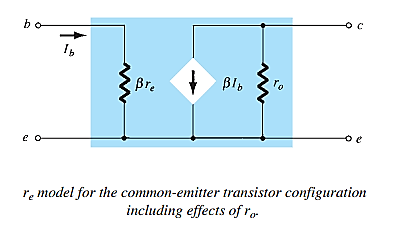 b
c
I_b
βr_e
βI_b
r_o
e
e
r_e model for the common-emitter transistor configuration
including effects of r_o.